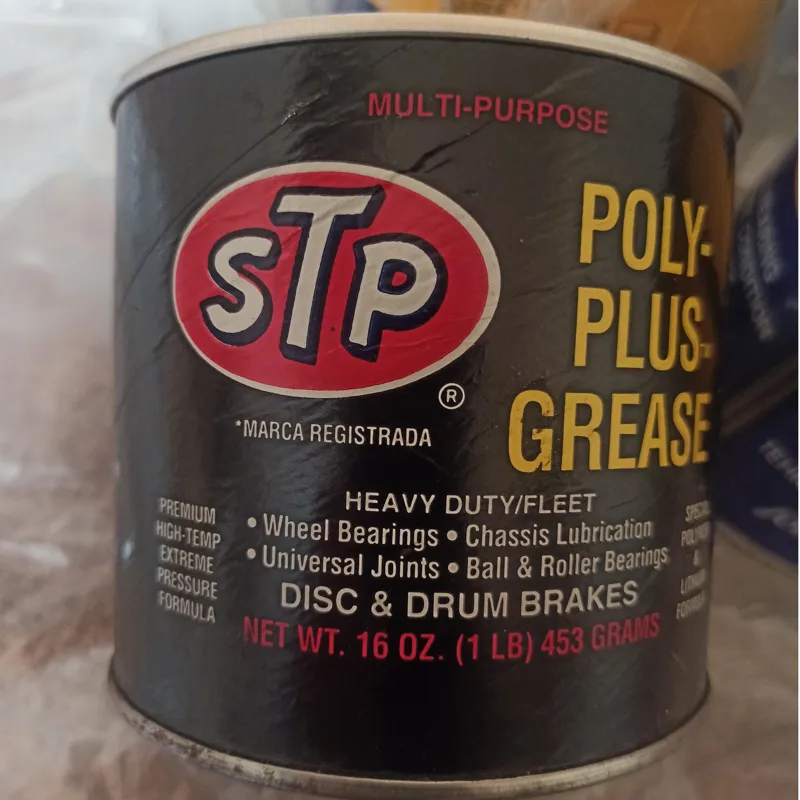 MULTI-PURPOSE
STP
®
*MARCA REGISTRADA
POLY-
PLUS™
GREASE
PREMIUM
HIGH-TEMP
EXTREME
PRESSURE
FORMULA
HEAVY DUTY/FLEET
• Wheel Bearings • Chassis Lubrication
• Universal Joints • Ball & Roller Bearings
DISC & DRUM BRAKES
NET WT. 16 OZ. (1 LB) 453 GRAMS
&